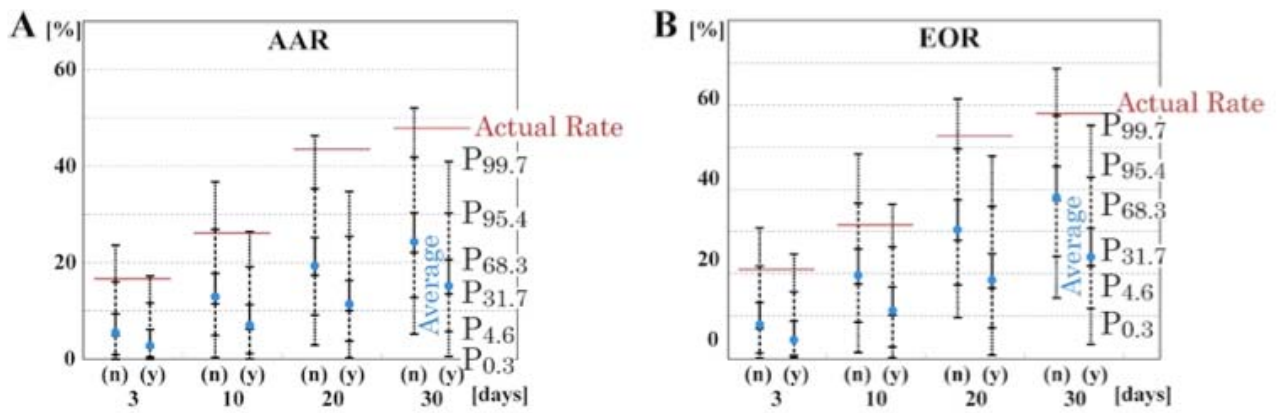 A [%] AAR
60
40
20
0
Actual Rate
P99.7
P95.4
P68.3
P31.7
P4.6
P0.3
Average
(n) (y) (n) (y) (n) (y) (n) (y)
3 10 20 30 [days]
B [%] EOR
60
40
20
0
Actual Rate
P99.7
P95.4
P68.3
P31.7
P4.6
P0.3
Average
(n) (y) (n) (y) (n) (y) (n) (y)
3 10 20 30 [days]